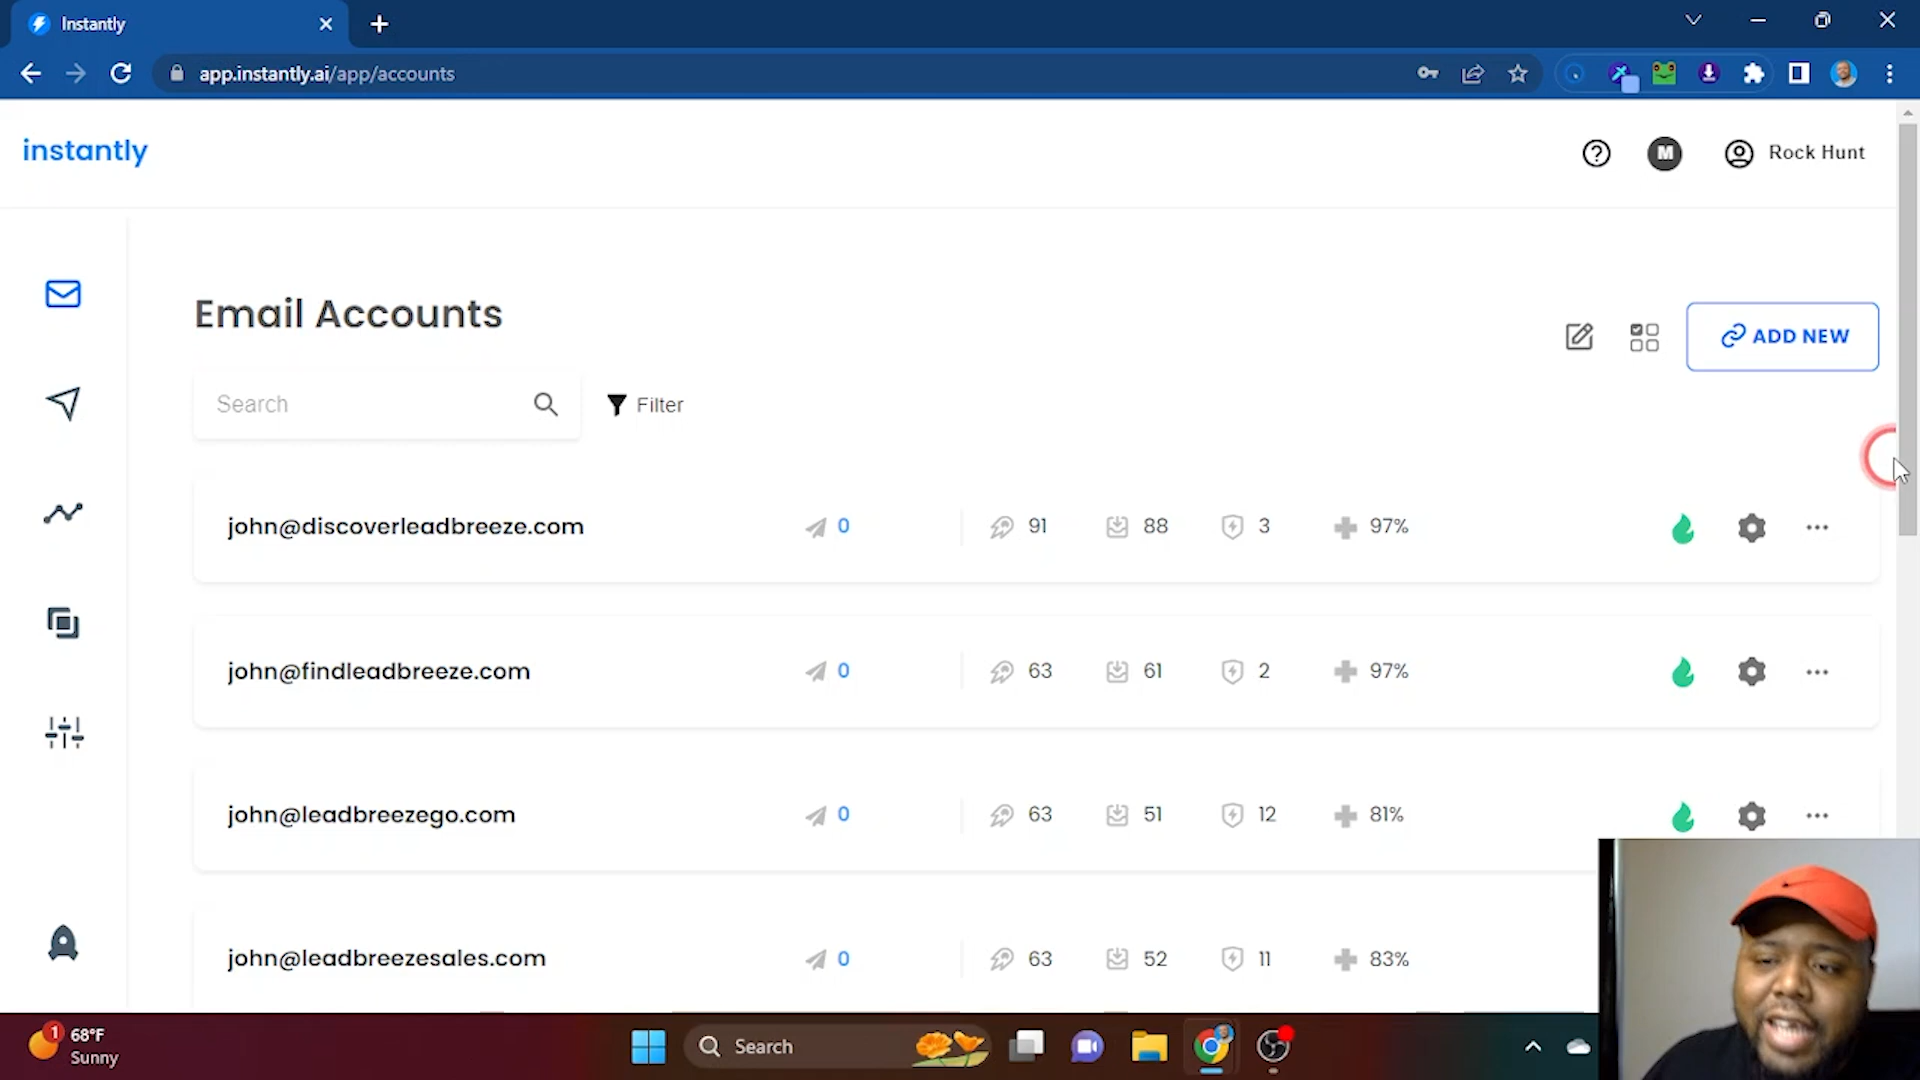 Instantly
app.instantly.ai/app/accounts
instantly
M
Rock Hunt
Email Accounts
ADD NEW
Search
Filter
john@discoverleadbreeze.com 0 91 88 3 97%
john@findleadbreeze.com 0 63 61 2 97%
john@leadbreezego.com 0 63 51 12 81%
john@leadbreezesales.com 0 63 52 11 83%
1
68°F
Sunny
Search